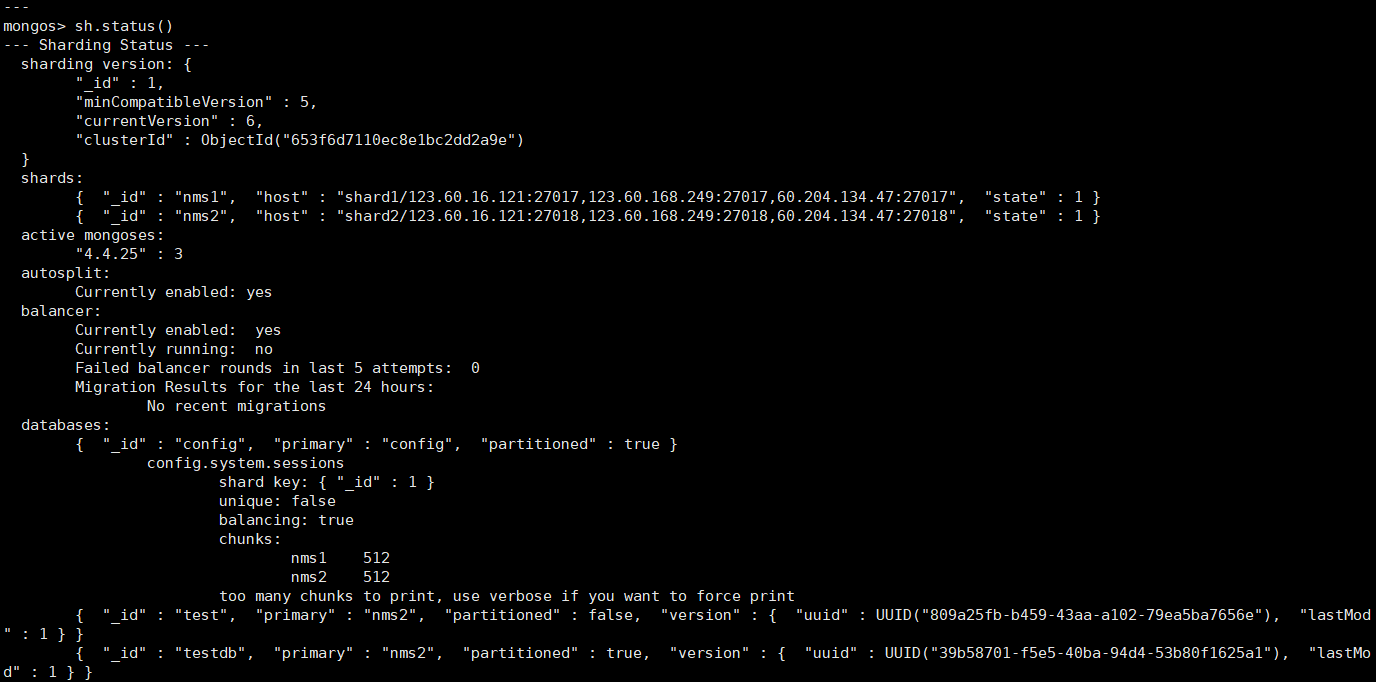 ---
mongos> sh.status()
--- Sharding Status ---
  sharding version: {
        "_id" : 1,
        "minCompatibleVersion" : 5,
        "currentVersion" : 6,
        "clusterId" : ObjectId("653f6d7110ec8e1bc2dd2a9e")
  }
  shards:
        {  "_id" : "nms1",  "host" : "shard1/123.60.16.121:27017,123.60.168.249:27017,60.204.134.47:27017",  "state" : 1 }
        {  "_id" : "nms2",  "host" : "shard2/123.60.16.121:27018,123.60.168.249:27018,60.204.134.47:27018",  "state" : 1 }
  active mongoses:
        "4.4.25" : 3
  autosplit:
        Currently enabled: yes
  balancer:
        Currently enabled:  yes
        Currently running:  no
        Failed balancer rounds in last 5 attempts:  0
        Migration Results for the last 24 hours:
                No recent migrations
  databases:
        {  "_id" : "config",  "primary" : "config",  "partitioned" : true }
                config.system.sessions
                        shard key: { "_id" : 1 }
                        unique: false
                        balancing: true
                        chunks:
                                nms1    512
                                nms2    512
                        too many chunks to print, use verbose if you want to force print
        {  "_id" : "test",  "primary" : "nms2",  "partitioned" : false,  "version" : {  "uuid" : UUID("809a25fb-b459-43aa-a102-79ea5ba7656e"),  "lastMod
" : 1 } }
        {  "_id" : "testdb",  "primary" : "nms2",  "partitioned" : true,  "version" : {  "uuid" : UUID("39b58701-f5e5-40ba-94d4-53b80f1625a1"),  "lastMo
d" : 1 } }